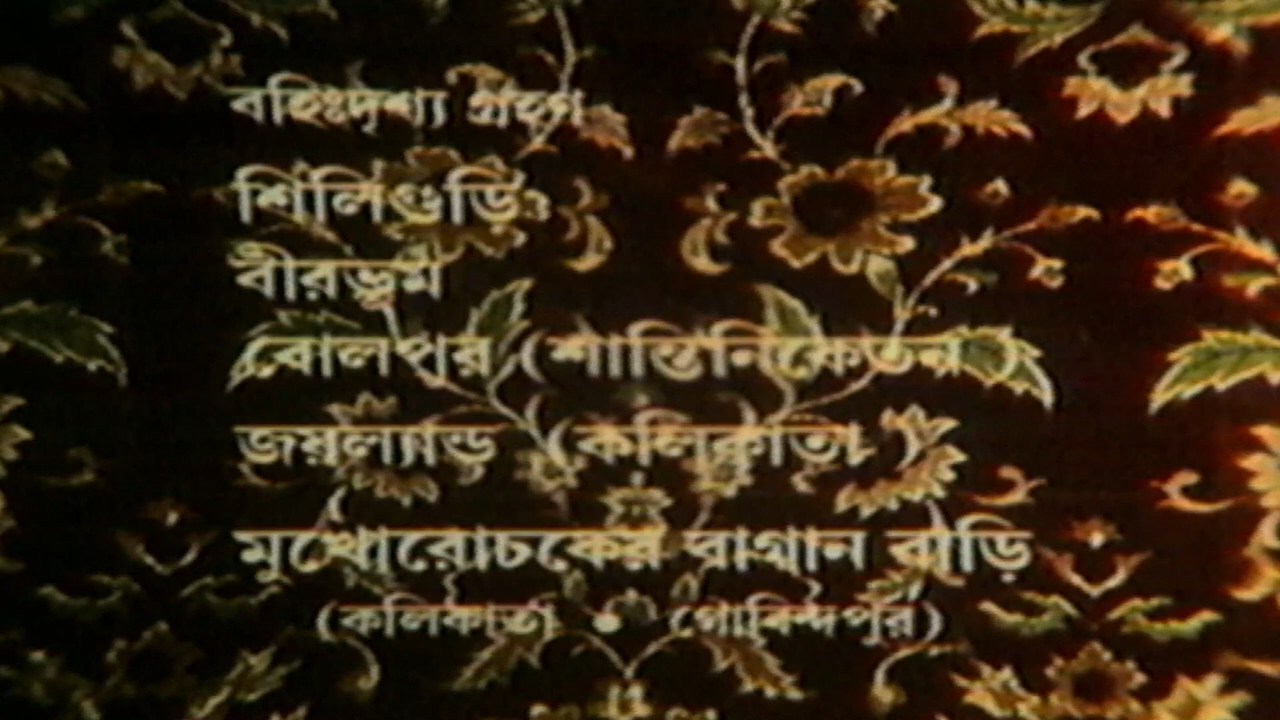 বহিঃদৃশ্য গ্রহণ
শিলিগুড়ি
বীরভূম
বোলপুর (শান্তিনিকেতন)
জয়ল্যান্ড (কলিকাতা)
মুখোরোচকের বাগান বাড়ি
(কলিকাতা • গোবিন্দপুর)